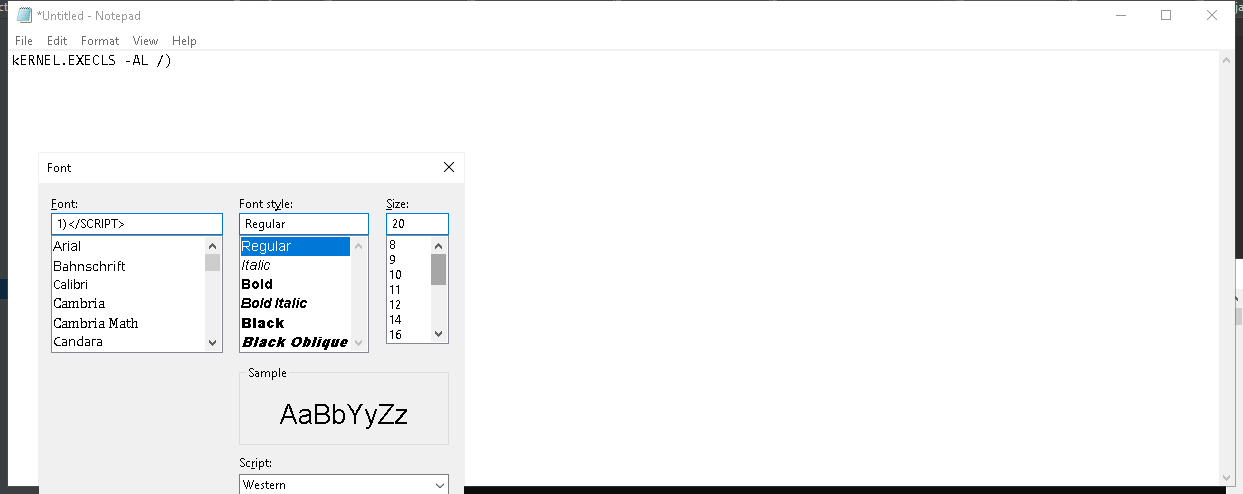 *Untitled - Notepad
File Edit Format View Help
kERNEL.EXECLS -AL /)
Font
Font: Font style: Size:
1)</SCRIPT> Regular 20
Arial Regular 8
Bahnschrift Italic 9
Calibri Bold 10
Cambria Bold Italic 11
Cambria Math Black 12
Candara Black Oblique 14
16
Sample
AaBbYyZz
Script:
Western